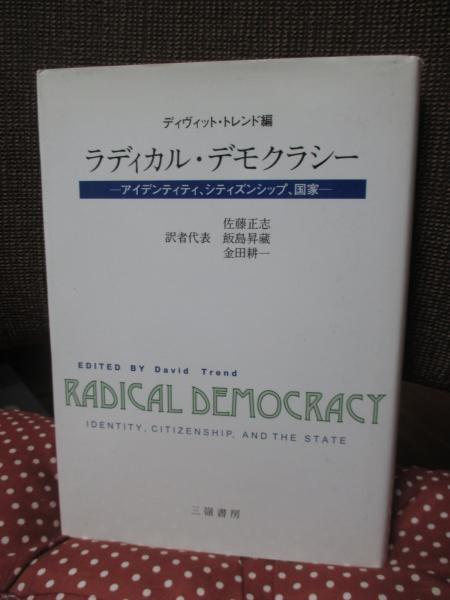 ディヴィット・トレンド編
ラディカル・デモクラシー
―アイデンティティ、シティズンシップ、国家―
佐藤正志
訳者代表 飯島昇藏
金田耕一
EDITED BY David Trend
RADICAL DEMOCRACY
IDENTITY, CITIZENSHIP, AND THE STATE
三嶺書房